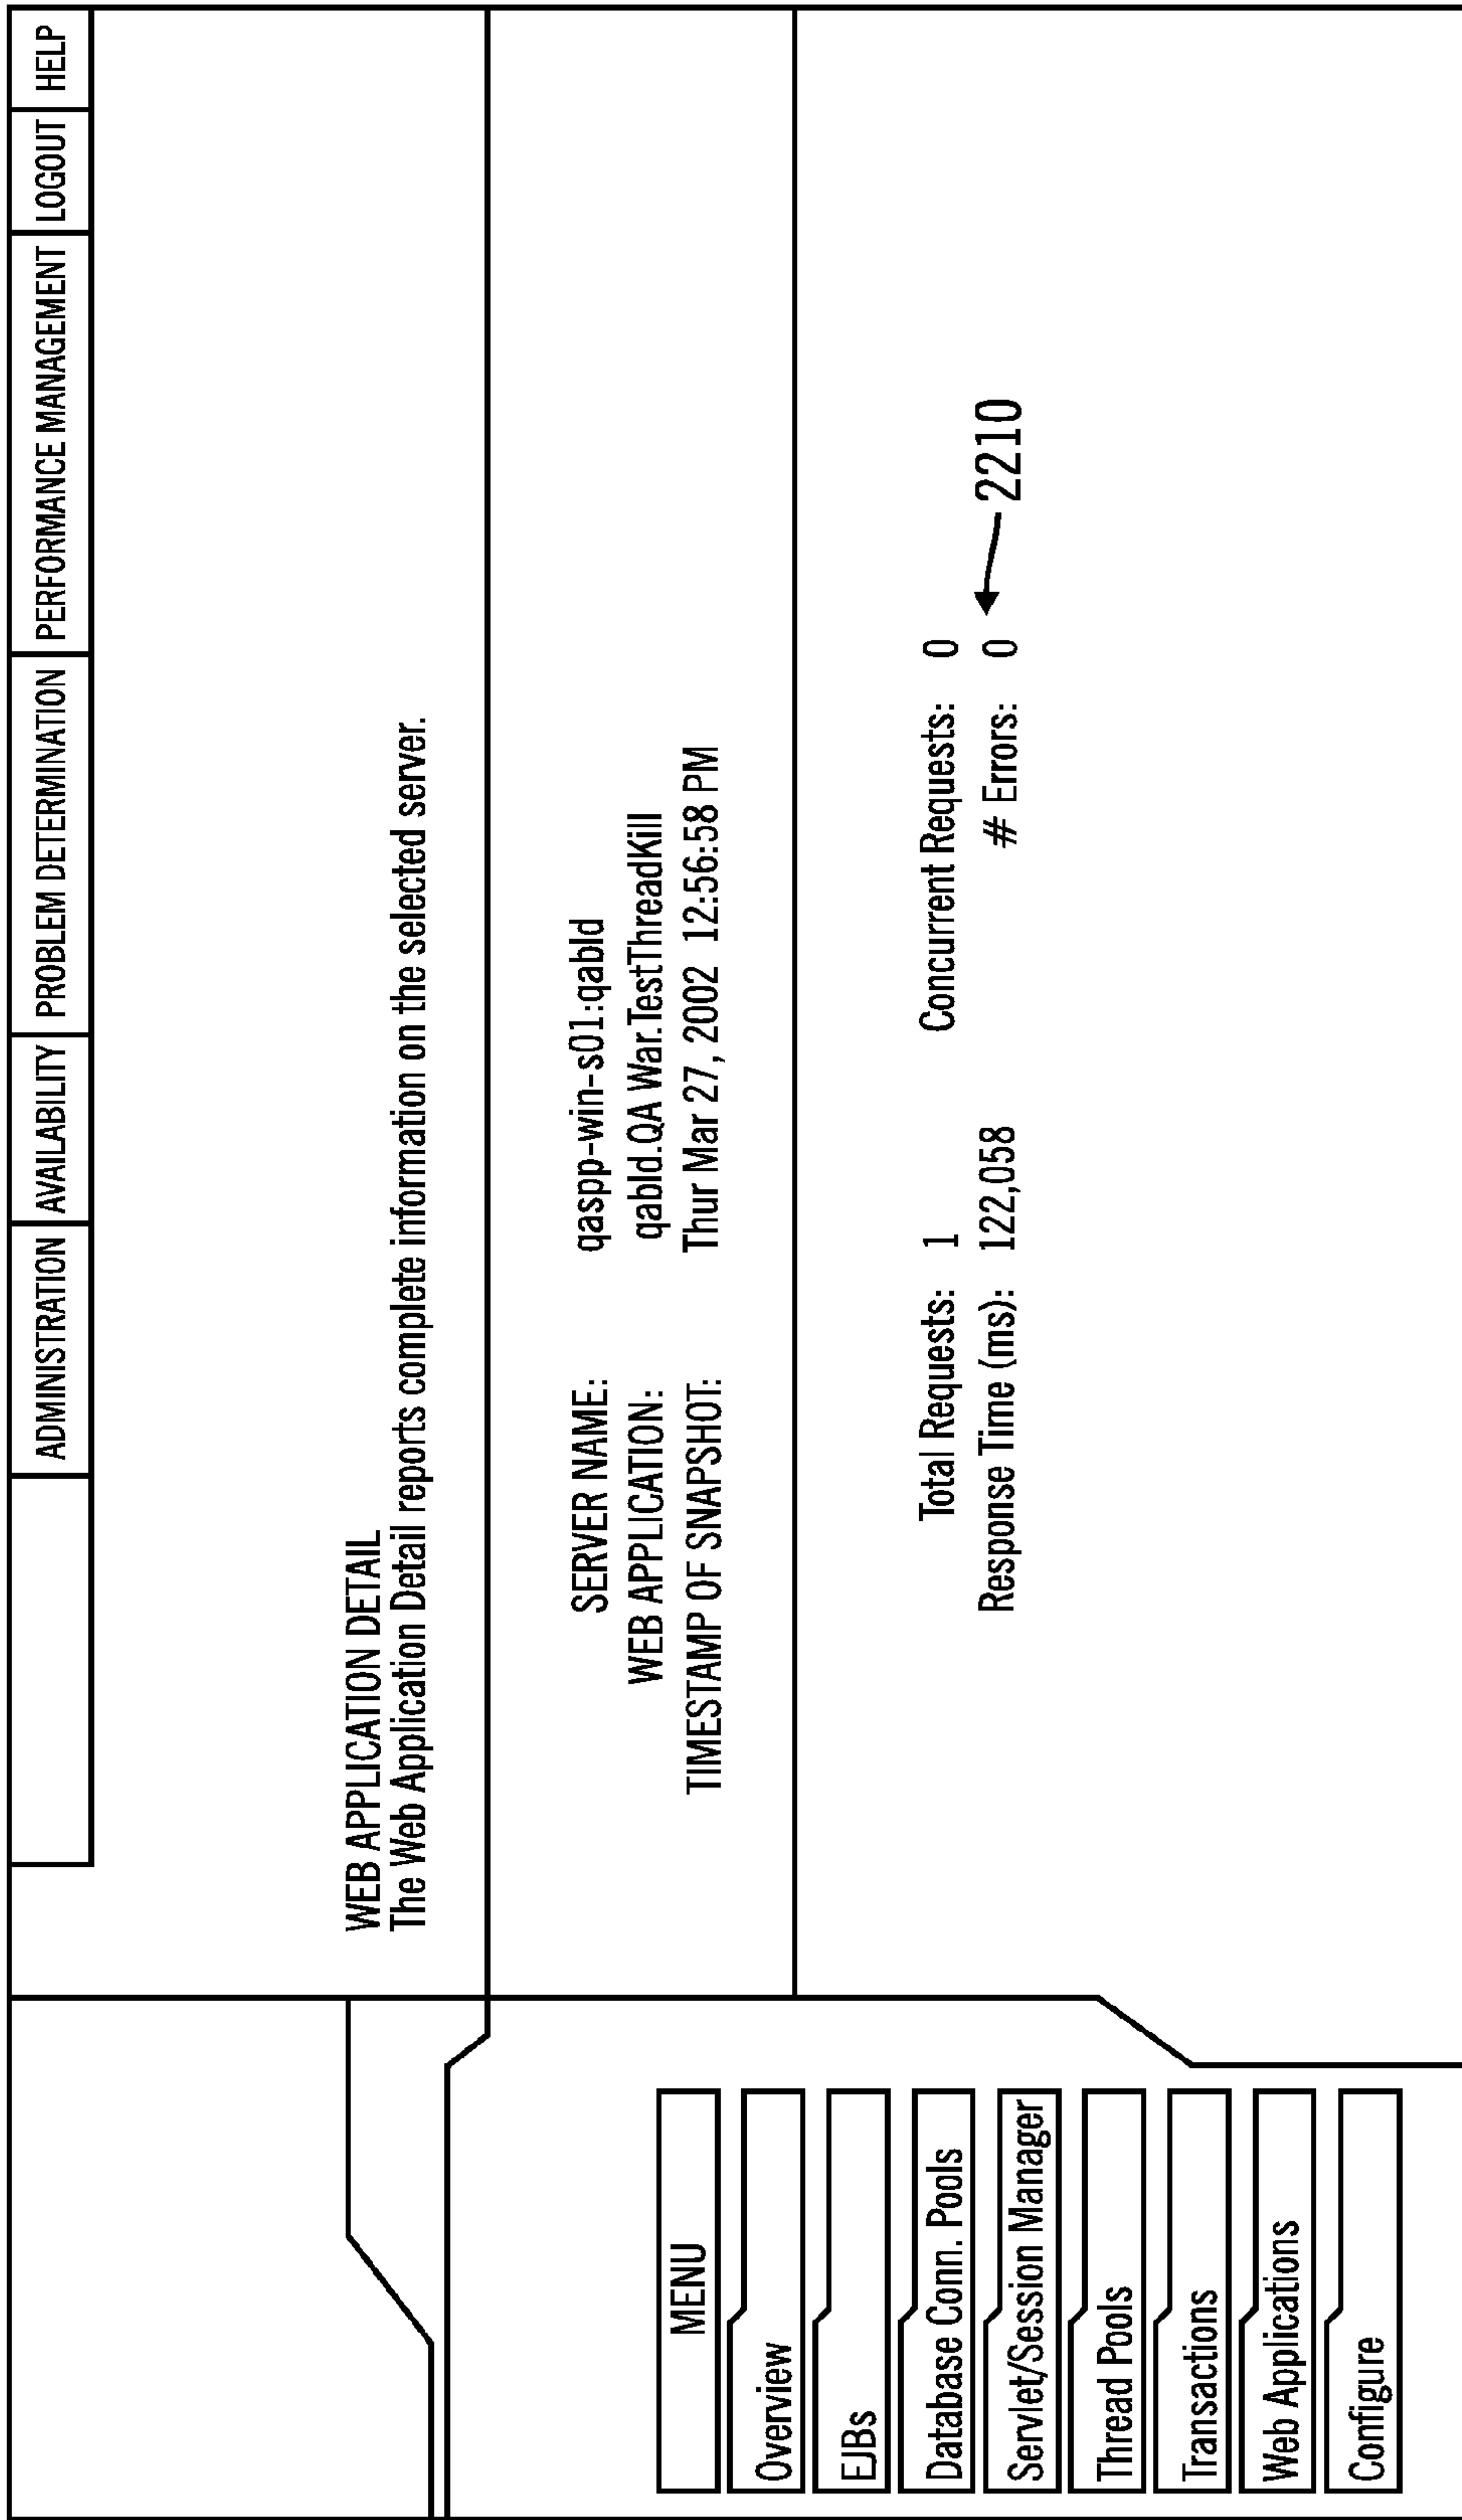 ADMINISTRATION AVAILABILITY PROBLEM DETERMINATION PERFORMANCE MANAGEMENT LOGOUT HELP
WEB APPLICATION DETAIL
The Web Application Detail reports complete information on the selected server.
SERVER NAME: qaspp-win-s01:qabld
WEB APPLICATION: qabld.QA War.TestThreadKill
TIMESTAMP OF SNAPSHOT: Thur Mar 27, 2002 12:56:58 PM
Total Requests: 1 Concurrent Requests: 0
Response Time (ms): 122,058 # Errors: 0 2210
MENU
Overview
EJBs
Database Conn. Pools
Servlet/Session Manager
Thread Pools
Transactions
Web Applications
Configure